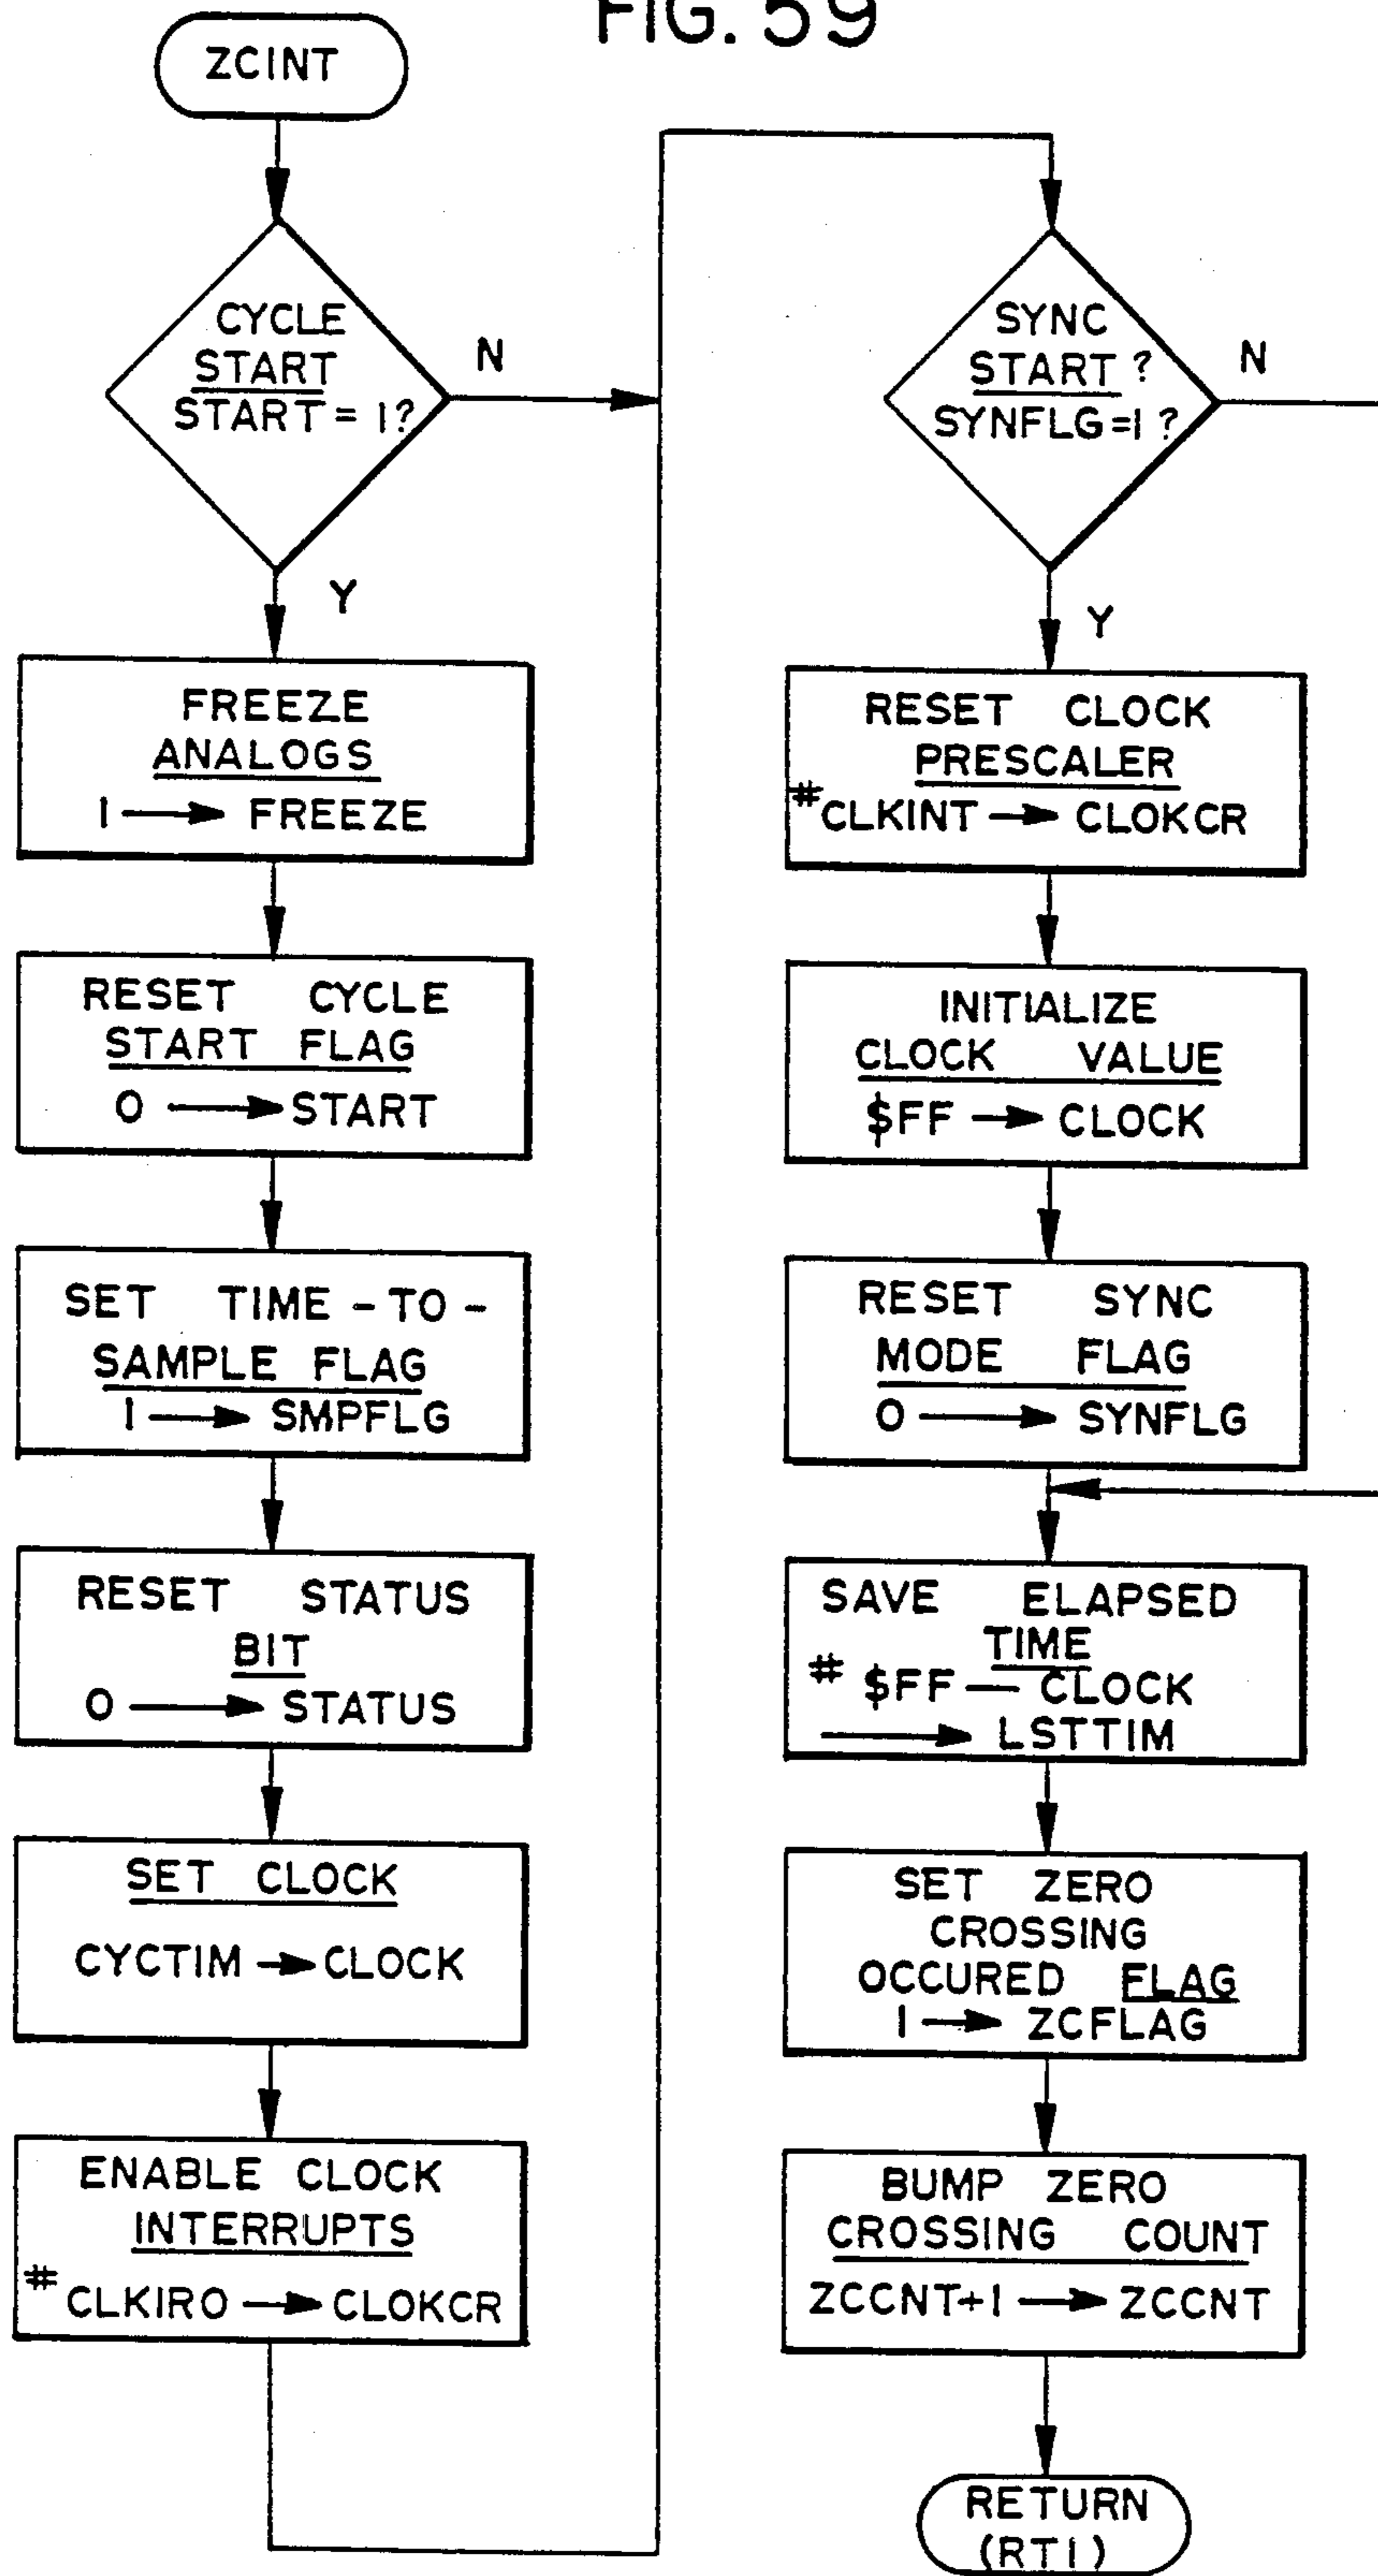 FIG. 59
ZCINT
CYCLE
START
START = 1?
N
Y
FREEZE
ANALOGS
1 → FREEZE
RESET CYCLE
START FLAG
0 → START
SET TIME-TO-
SAMPLE FLAG
1 → SMPFLG
RESET STATUS
BIT
0 → STATUS
SET CLOCK
CYCTIM → CLOCK
ENABLE CLOCK
INTERRUPTS
# CLKIRO → CLOKCR
SYNC
START ?
SYNFLG=1 ?
N
Y
RESET CLOCK
PRESCALER
# CLKINT → CLOKCR
INITIALIZE
CLOCK VALUE
$FF → CLOCK
RESET SYNC
MODE FLAG
0 → SYNFLG
SAVE ELAPSED
TIME
# $FF — CLOCK
→ LSTTIM
SET ZERO
CROSSING
OCCURED FLAG
1 → ZCFLAG
BUMP ZERO
CROSSING COUNT
ZCCNT+1 → ZCCNT
RETURN
(RTI)